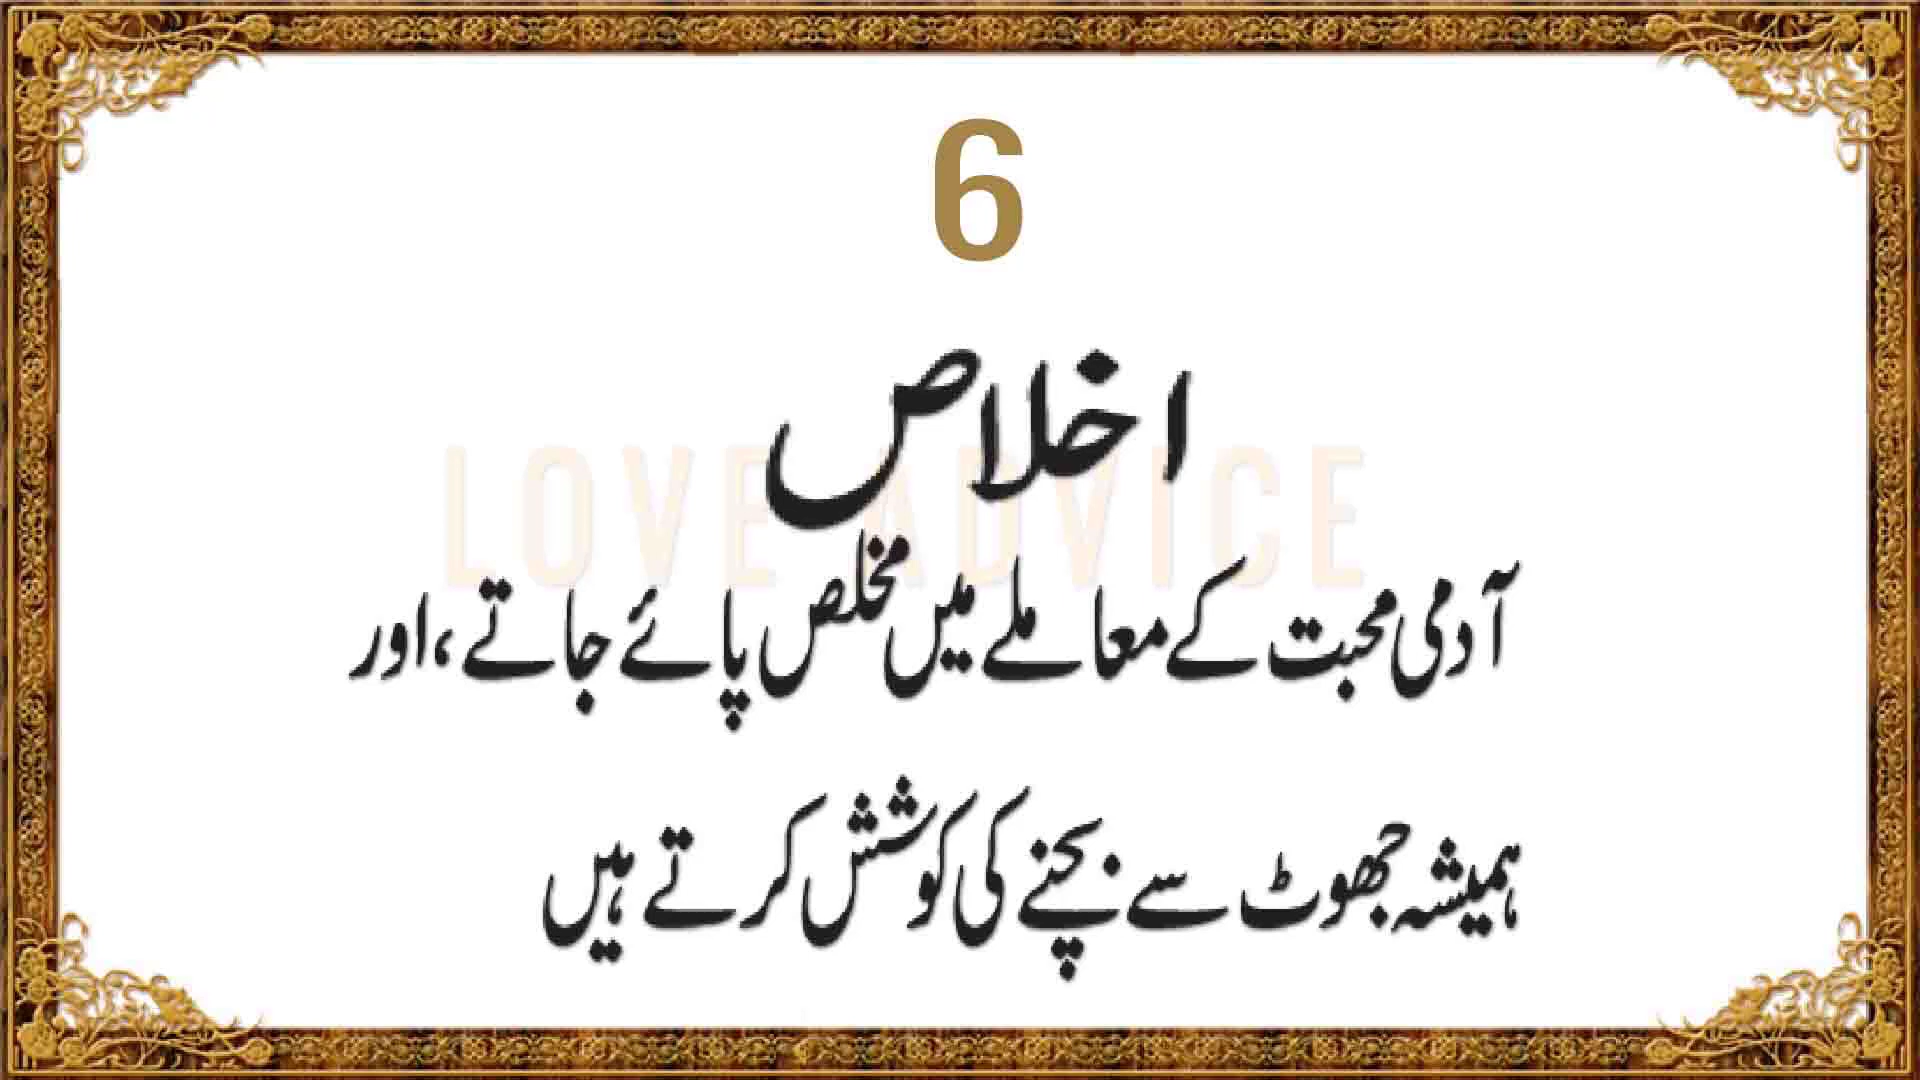 6
اخلاص
LOVE ADVICE
آدمی محبت کے معاملے میں مخلص پائے جاتے ،اور
ہمیشہ جھوٹ سے بچنے کی کوشش کرتے ہیں